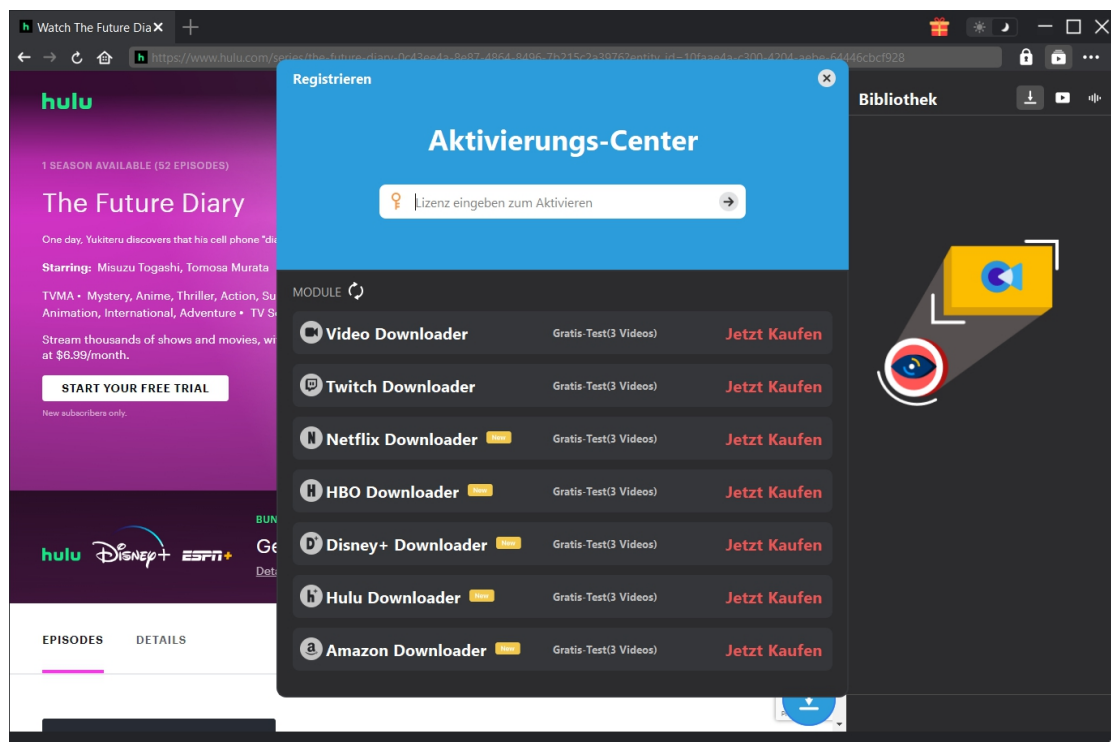 h Watch The Future Dia
h https://www.hulu.com/series/the-future-diary-0c43ee4a-8e87-4864-8496-7b215c2a3976?entity_id=10faae4a-c300-4204-aebe-64446cbcf928
Registrieren
hulu
Bibliothek
Aktivierungs-Center
1 SEASON AVAILABLE (52 EPISODES)
The Future Diary
Lizenz eingeben zum Aktivieren
One day, Yukiteru discovers that his cell phone "dia
Starring: Misuzu Togashi, Tomosa Murata
TVMA • Mystery, Anime, Thriller, Action, Su
Animation, International, Adventure • TV S
MODULE
Stream thousands of shows and movies, wi
at $6.99/month.
Video Downloader Gratis-Test(3 Videos) Jetzt Kaufen
START YOUR FREE TRIAL
Twitch Downloader Gratis-Test(3 Videos) Jetzt Kaufen
New subscribers only.
N Netflix Downloader New Gratis-Test(3 Videos) Jetzt Kaufen
H HBO Downloader New Gratis-Test(3 Videos) Jetzt Kaufen
BUN
hulu Disney+ ESPN+ Ge
Deta
D+ Disney+ Downloader New Gratis-Test(3 Videos) Jetzt Kaufen
h Hulu Downloader New Gratis-Test(3 Videos) Jetzt Kaufen
EPISODES DETAILS
a Amazon Downloader New Gratis-Test(3 Videos) Jetzt Kaufen